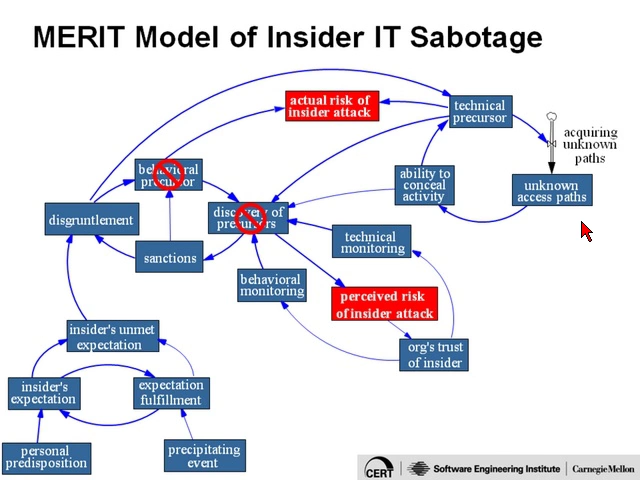 MERIT Model of Insider IT Sabotage
actual risk of
insider attack
technical
precursor
acquiring
unknown
paths
behavioral
precursor
ability to
conceal
activity
unknown
access paths
disgruntlement
discovery of
precursors
technical
monitoring
sanctions
behavioral
monitoring
perceived risk
of insider attack
insider's unmet
expectation
org's trust
of insider
insider's
expectation
expectation
fulfillment
personal
predisposition
precipitating
event
CERT
Software Engineering Institute
Carnegie Mellon